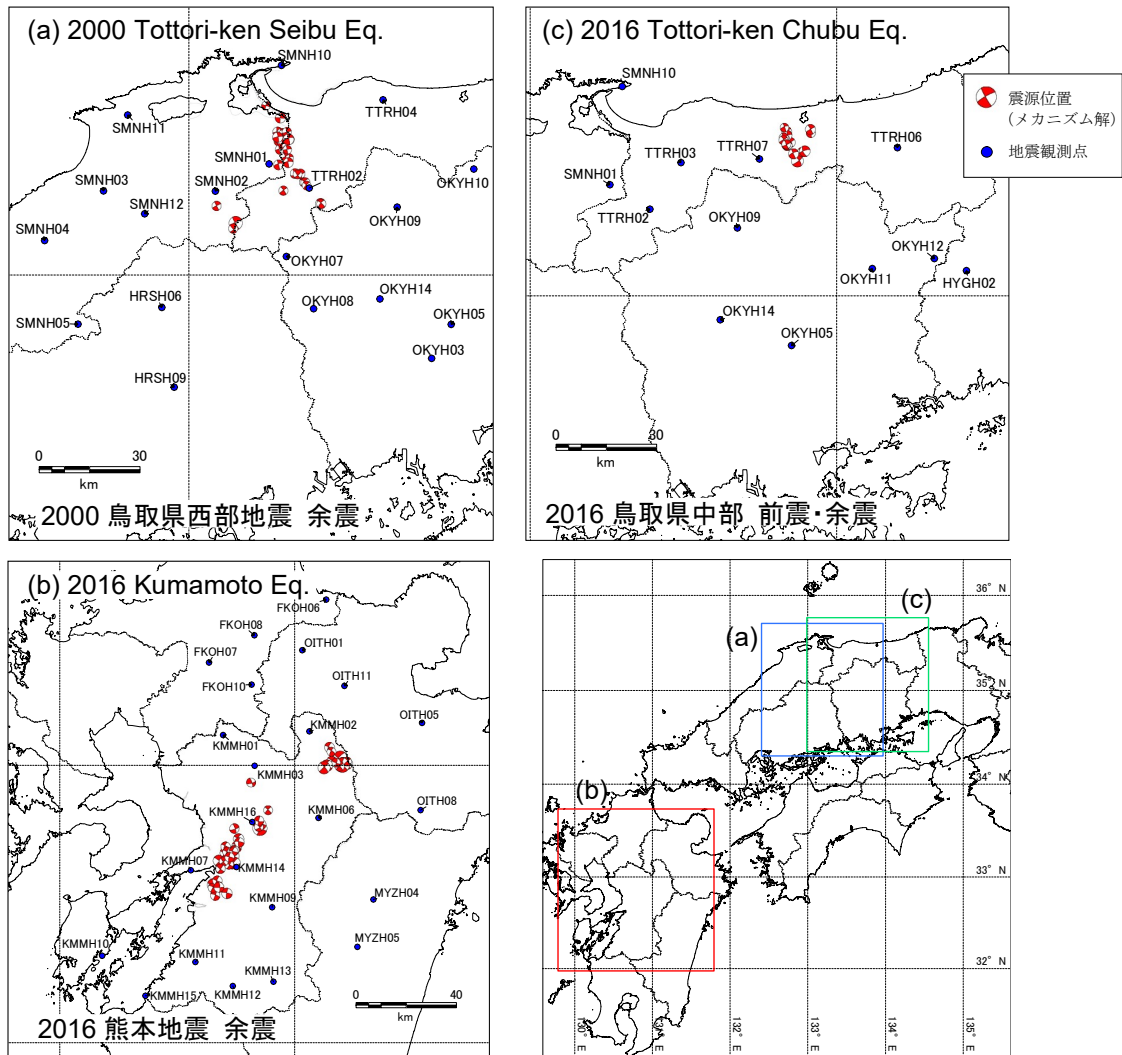 (a) 2000 Tottori-ken Seibu Eq.
SMNH10
TTRH04
SMNH11
SMNH01
OKYH10
SMNH03
SMNH02
TTRH02
SMNH12
OKYH09
SMNH04
OKYH07
HRSH06
OKYH14
OKYH08
SMNH05
OKYH05
OKYH03
HRSH09
0 30
km
2000 鳥取県西部地震 余震
(c) 2016 Tottori-ken Chubu Eq.
SMNH10
TTRH06
TTRH07
TTRH03
SMNH01
TTRH02
OKYH09
OKYH12
OKYH11
HYGH02
OKYH14
OKYH05
0 30
km
2016 鳥取県中部 前震・余震
震源位置
(メカニズム解)
地震観測点
(b) 2016 Kumamoto Eq.
FKOH06
FKOH08
OITH01
FKOH07
FKOH10
OITH11
OITH05
KMMH02
KMMH01
KMMH03
OITH08
KMMH16
KMMH06
KMMH07
KMMH14
KMMH09
MYZH04
MYZH05
KMMH10
KMMH11
KMMH13
KMMH12
KMMH15
0 40
km
2016 熊本地震 余震
36° N
(c)
(a)
35° N
34° N
(b)
33° N
32° N
130° E
131° E
132° E
133° E
134° E
135° E